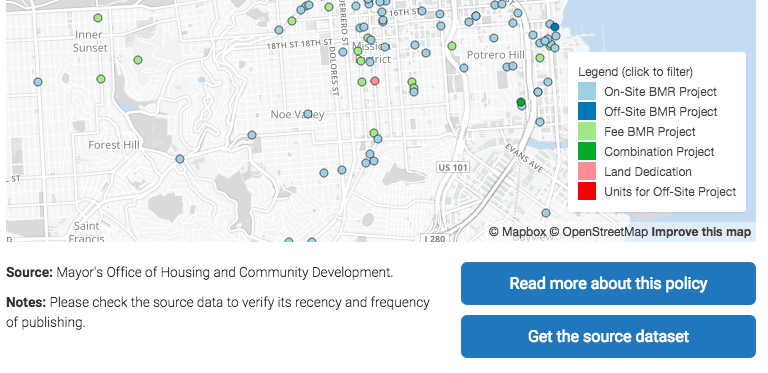 16TH ST
Inner
Sunset
GUERRERO ST
18TH ST 18TH ST
Mission
District
DOLORES ST
Potrero Hill
Legend (click to filter)
On-Site BMR Project
Off-Site BMR Project
Fee BMR Project
Combination Project
Land Dedication
Units for Off-Site Project
Noe Valley
Forest Hill
EVANS AVE
US 101
ST
Saint
Francis
I 280
Bayview
© Mapbox © OpenStreetMap Improve this map
Source: Mayor's Office of Housing and Community Development.
Notes: Please check the source data to verify its recency and frequency
of publishing.
Read more about this policy
Get the source dataset